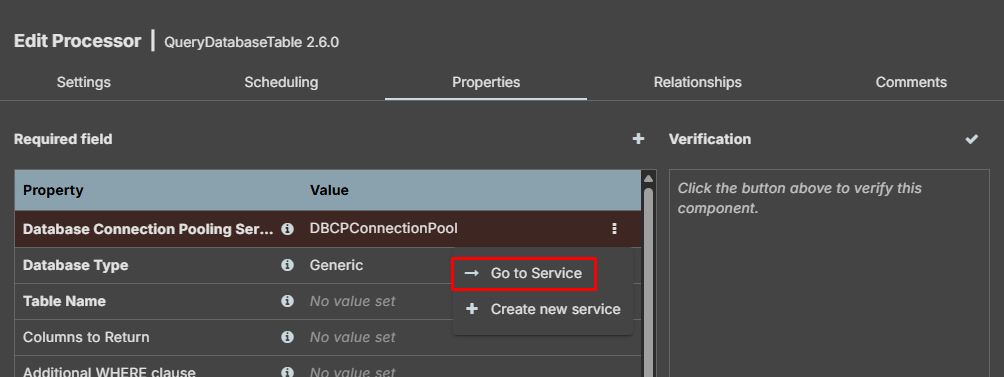 Edit Processor | QueryDatabaseTable 2.6.0
Settings Scheduling Properties Relationships Comments
Required field
Verification
Property Value
Click the button above to verify this
component.
Database Connection Pooling Ser... DBCPConnectionPool
Database Type Generic
Go to Service
Table Name No value set
Create new service
Columns to Return No value set
Additional WHERE clause No value set